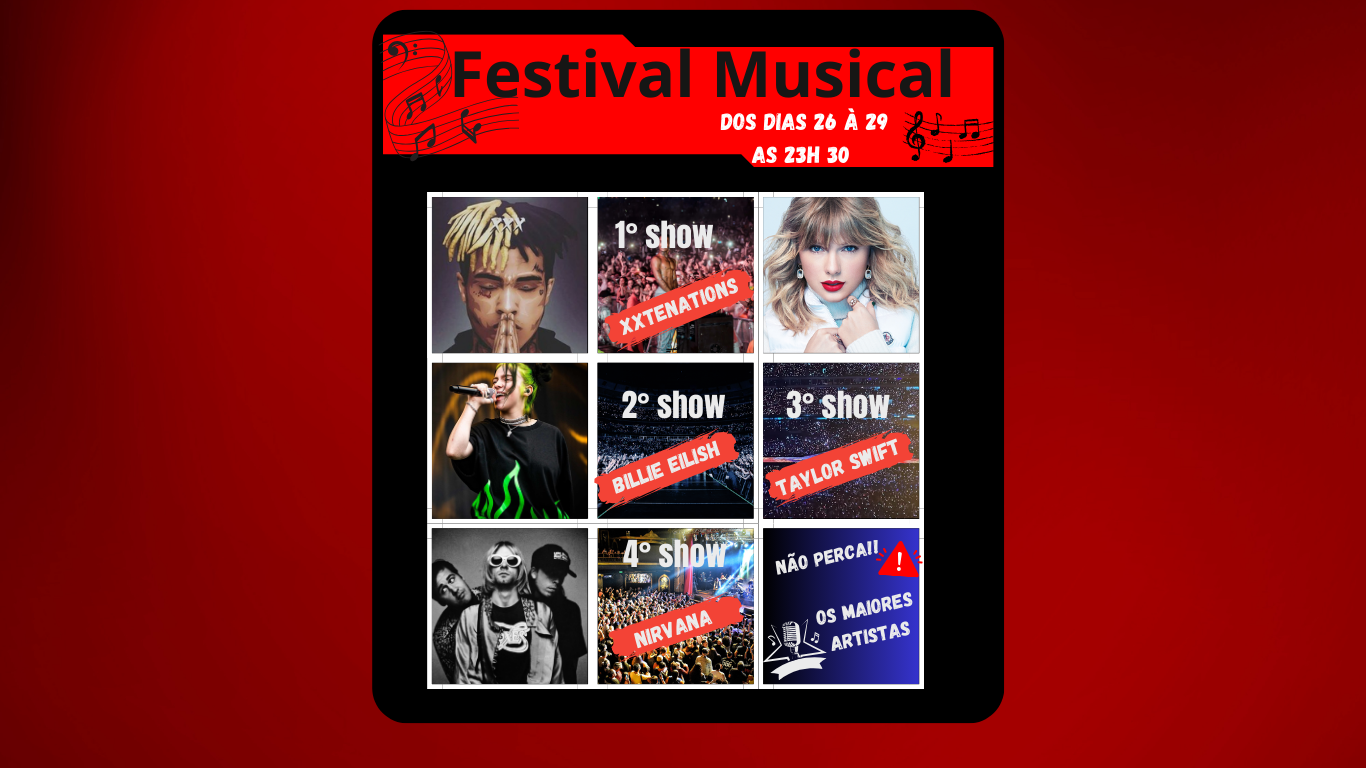 Festival Musical
DOS DIAS 26 À 29
AS 23H 30
XXX
1° show
XXTENATIONS
2° show
BILLIE EILISH
3° show
TAYLOR SWIFT
4° show
NIRVANA
NÃO PERCA!!
OS MAIORES
ARTISTAS